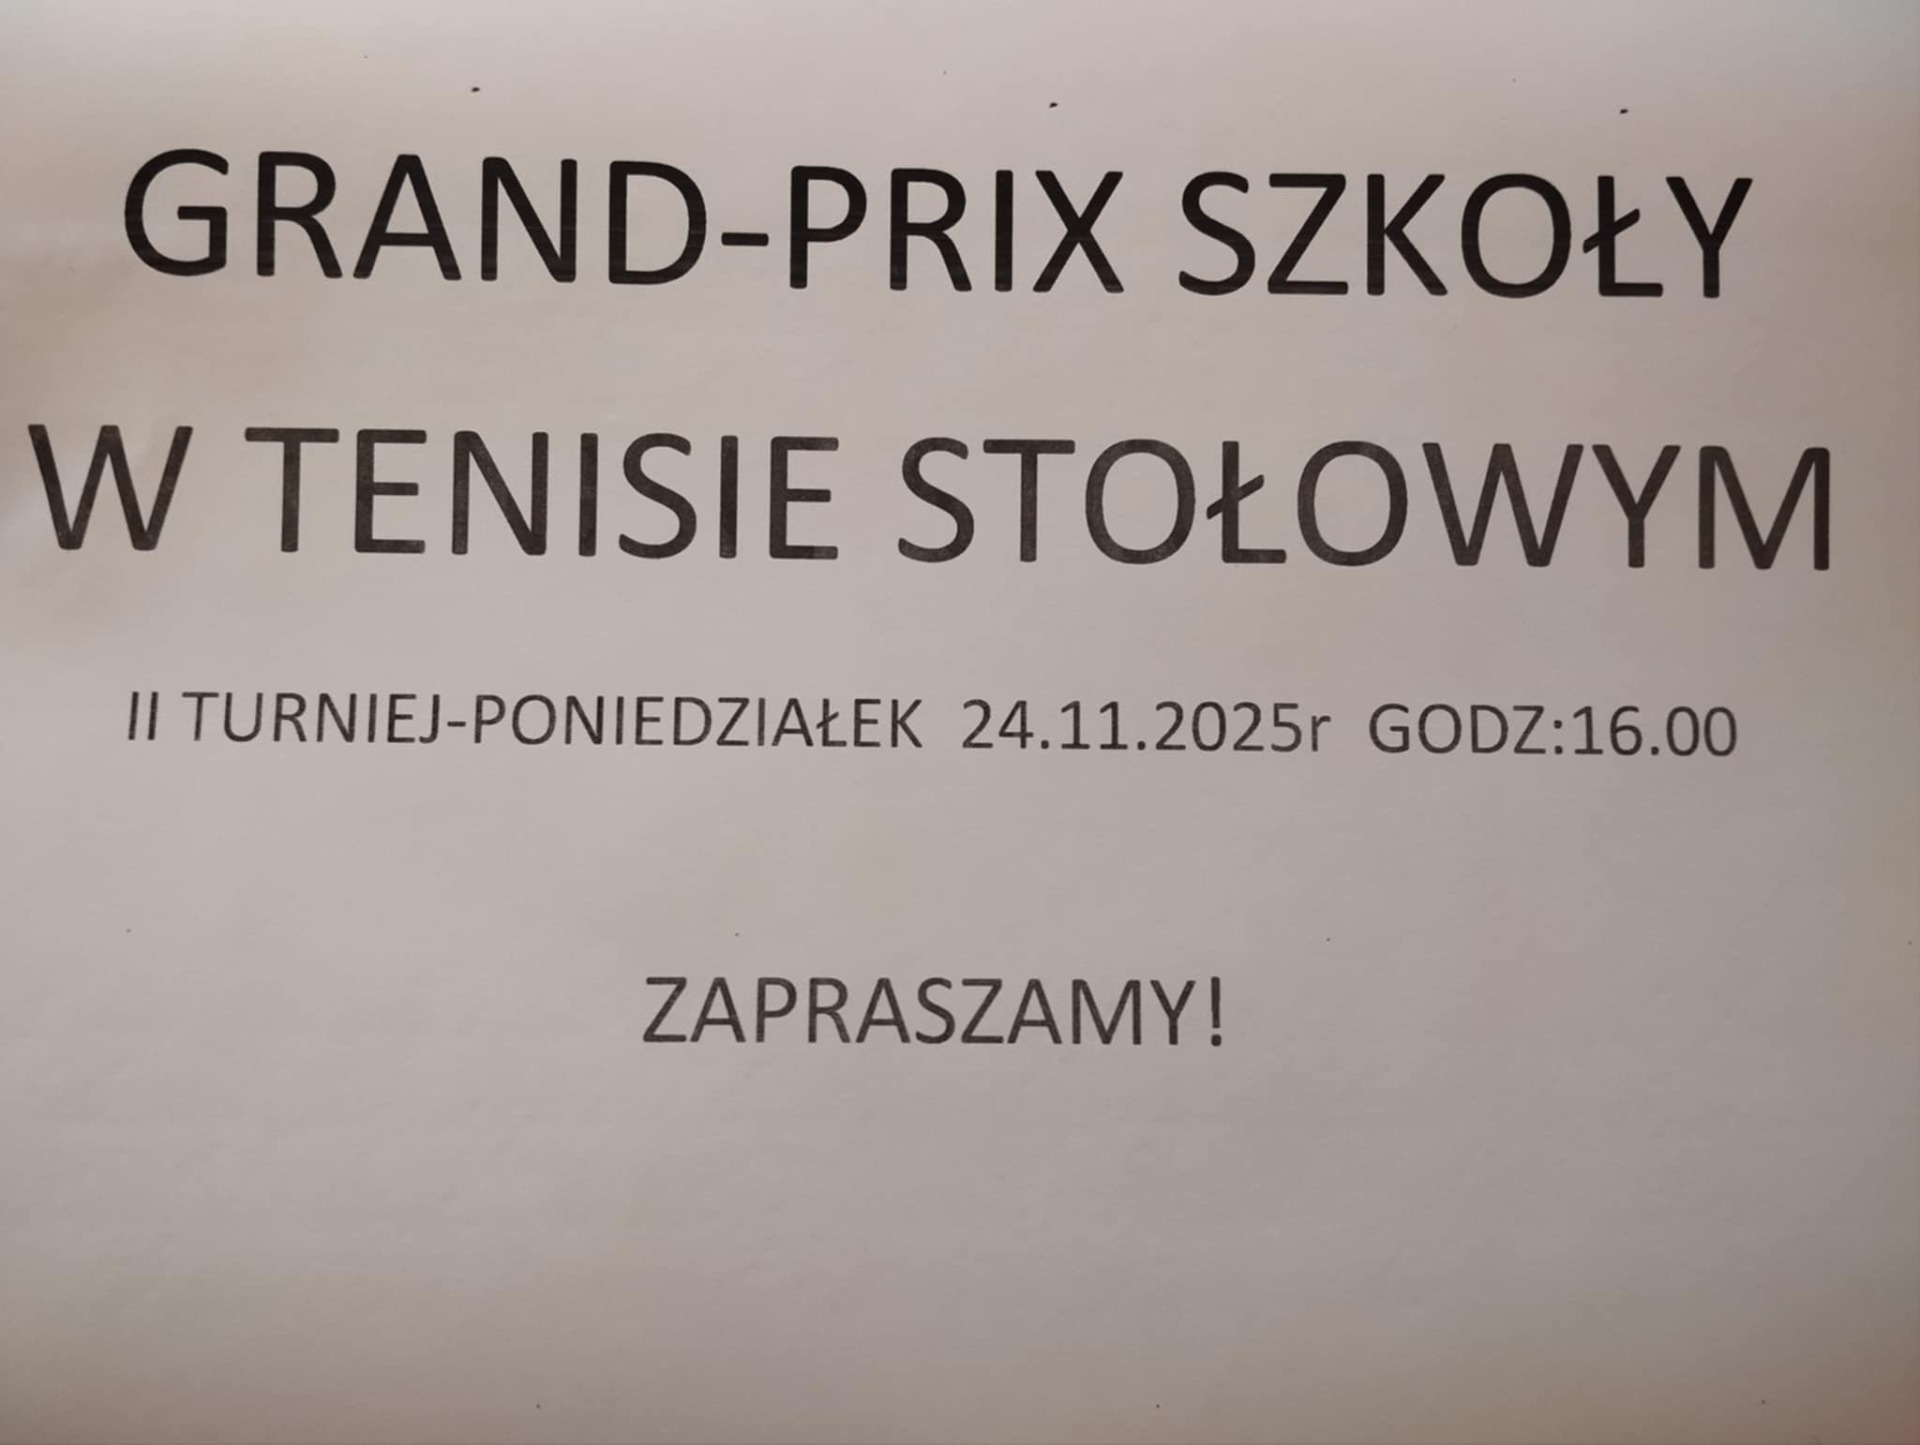 GRAND-PRIX SZKOŁY
W TENISIE STOŁOWYM
II TURNIEJ-PONIEDZIAŁEK 24.11.2025r GODZ:16.00
ZAPRASZAMY!